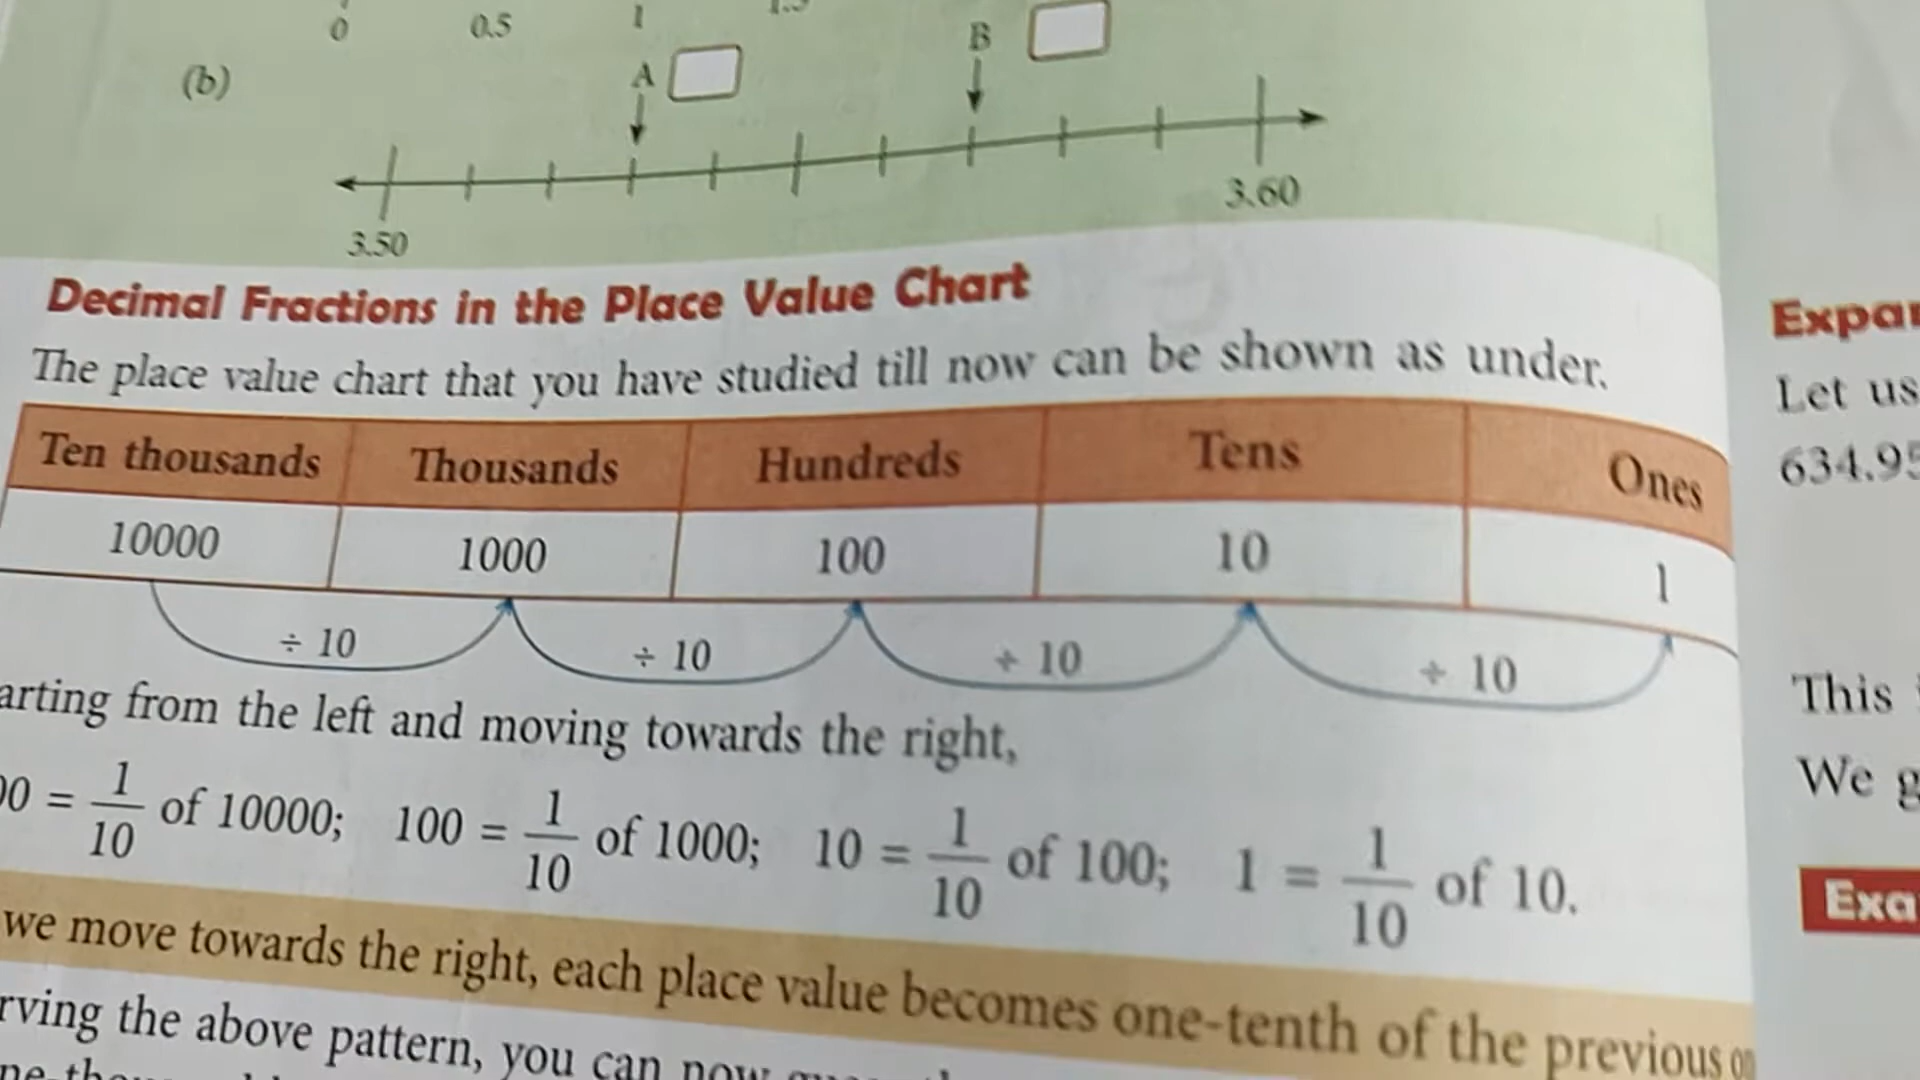 0 0.5 1
(b) A B
3.50 3.60
Decimal Fractions in the Place Value Chart
The place value chart that you have studied till now can be shown as under.
Ten thousands Thousands Hundreds Tens Ones
10000 1000 100 10 1
÷ 10 ÷ 10 ÷ 10 ÷ 10
arting from the left and moving towards the right,
00 = 1/10 of 10000; 100 = 1/10 of 1000; 10 = 1/10 of 100; 1 = 1/10 of 10.
we move towards the right, each place value becomes one-tenth of the previous
rving the above pattern, you can now
Expar
Let us
634.95
This
We g
Exa